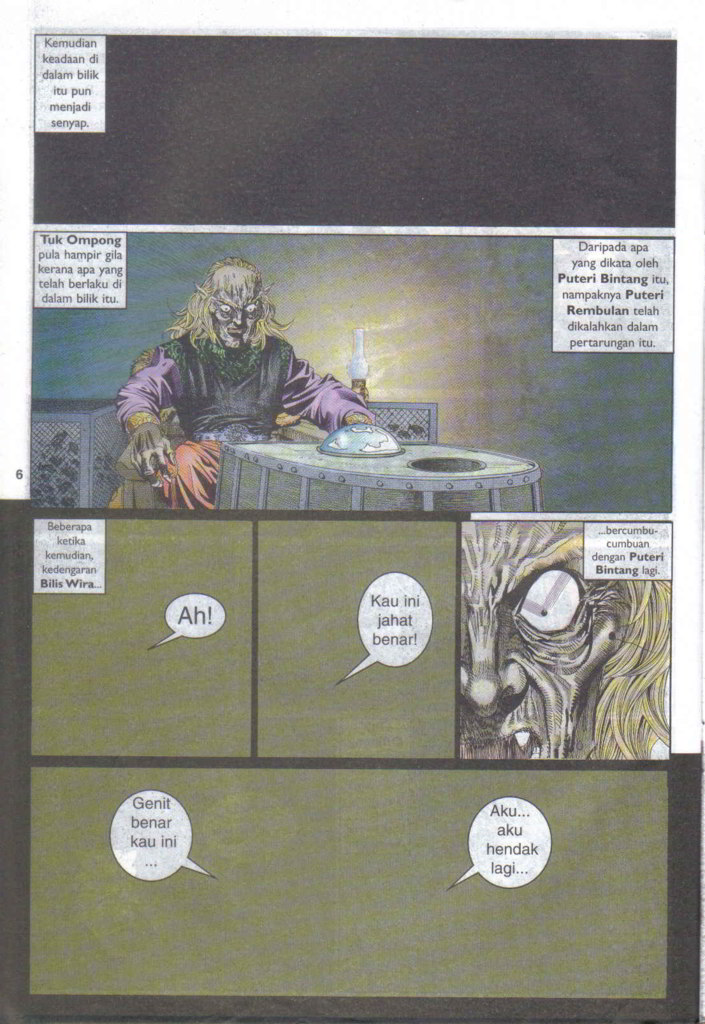 Kemudian
keadaan di
dalam bilik
itu pun
menjadi
senyap.
Tuk Ompong
pula hampir gila
kerana apa yang
telah berlaku di
dalam bilik itu.
Daripada apa
yang dikata oleh
Puteri Bintang itu,
nampaknya Puteri
Rembulan telah
dikalahkan dalam
pertarungan itu.
6
Beberapa
ketika
kemudian,
kedengaran
Bilis Wira...
Ah!
Kau ini
jahat
benar!
...bercumbu-
cumbuan
dengan Puteri
Bintang lagi.
Genit
benar
kau ini
...
Aku...
aku
hendak
lagi...